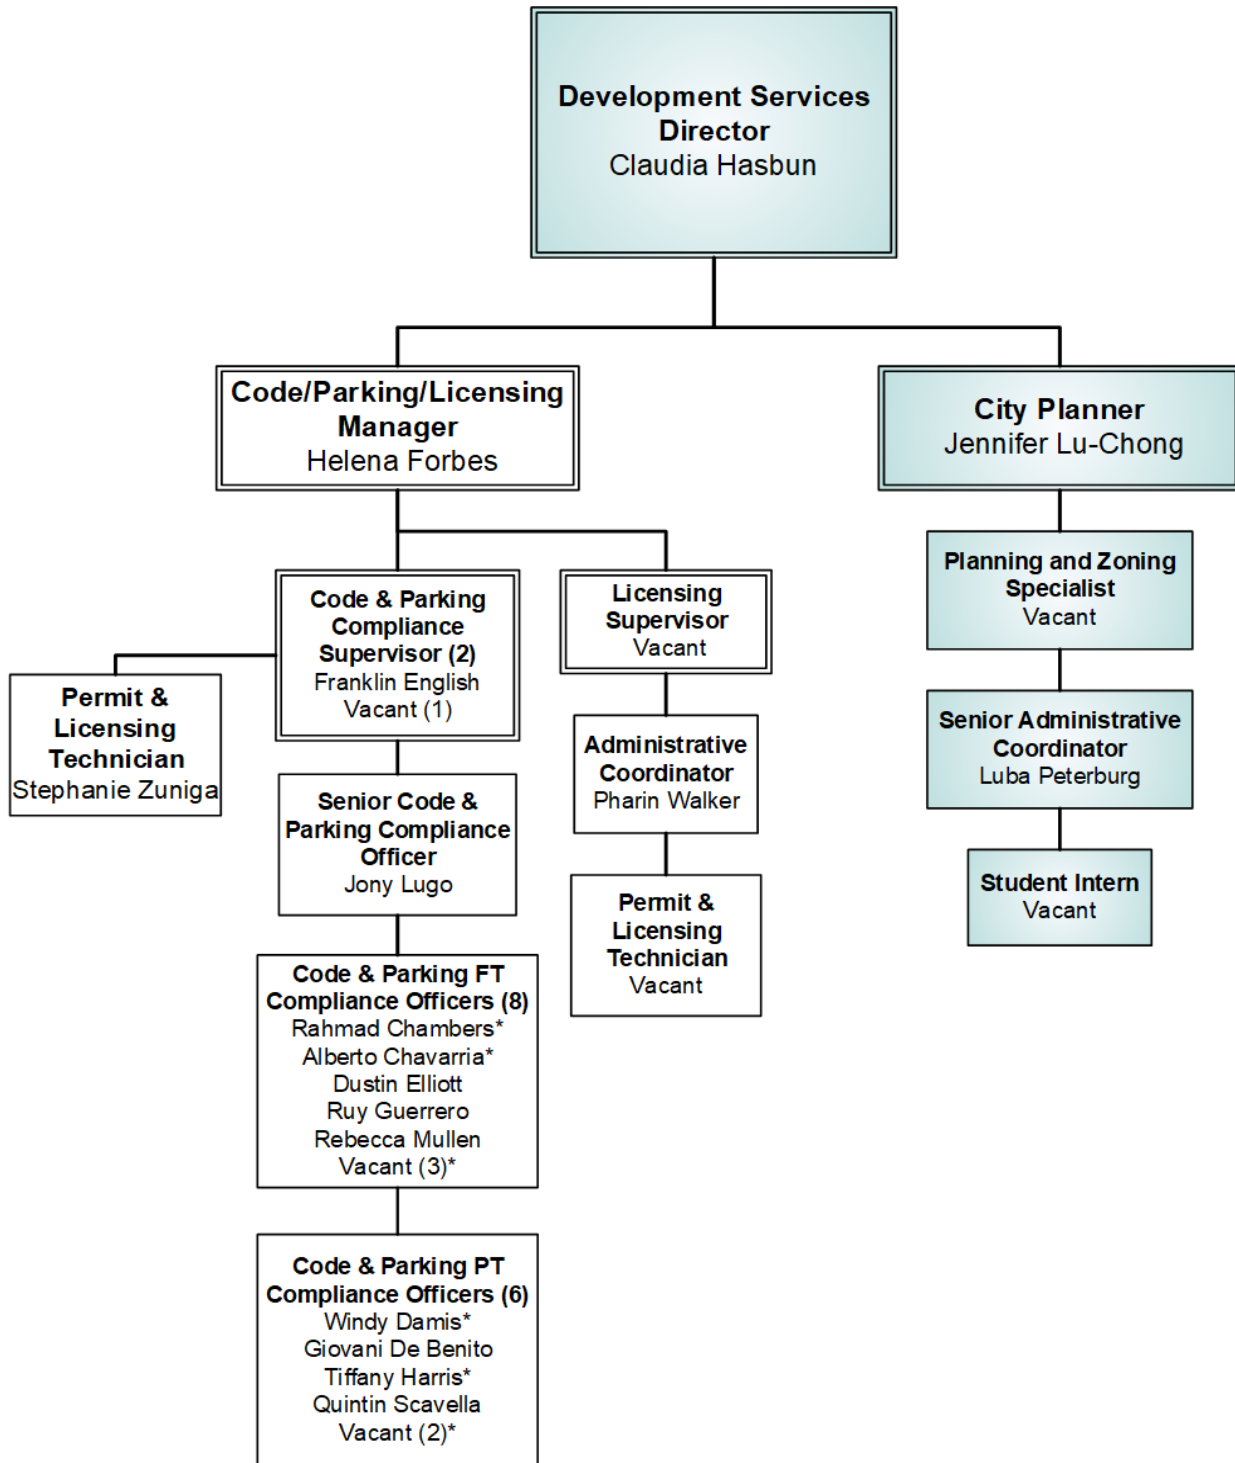 Development Services
Director
Claudia Hasbun
Code/Parking/Licensing
Manager
Helena Forbes
City Planner
Jennifer Lu-Chong
Code & Parking
Compliance
Supervisor (2)
Franklin English
Vacant (1)
Licensing
Supervisor
Vacant
Planning and Zoning
Specialist
Vacant
Permit &
Licensing
Technician
Stephanie Zuniga
Senior Code &
Parking Compliance
Officer
Jony Lugo
Administrative
Coordinator
Pharin Walker
Senior Administrative
Coordinator
Luba Peterburg
Permit &
Licensing
Technician
Vacant
Student Intern
Vacant
Code & Parking FT
Compliance Officers (8)
Rahmad Chambers*
Alberto Chavarria*
Dustin Elliott
Ruy Guerrero
Rebecca Mullen
Vacant (3)*
Code & Parking PT
Compliance Officers (6)
Windy Damis*
Giovani De Benito
Tiffany Harris*
Quintin Scavella
Vacant (2)*